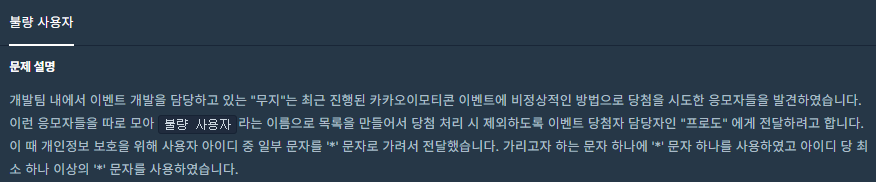 불량 사용자
문제 설명
개발팀 내에서 이벤트 개발을 담당하고 있는 "무지"는 최근 진행된 카카오이모티콘 이벤트에 비정상적인 방법으로 당첨을 시도한 응모자들을 발견하였습니다.
이런 응모자들을 따로 모아 불량 사용자 라는 이름으로 목록을 만들어서 당첨 처리 시 제외하도록 이벤트 당첨자 담당자인 "프로도" 에게 전달하려고 합니다.
이 때 개인정보 보호을 위해 사용자 아이디 중 일부 문자를 '*' 문자로 가려서 전달했습니다. 가리고자 하는 문자 하나에 '*' 문자 하나를 사용하였고 아이디 당 최
소 하나 이상의 '*' 문자를 사용하였습니다.